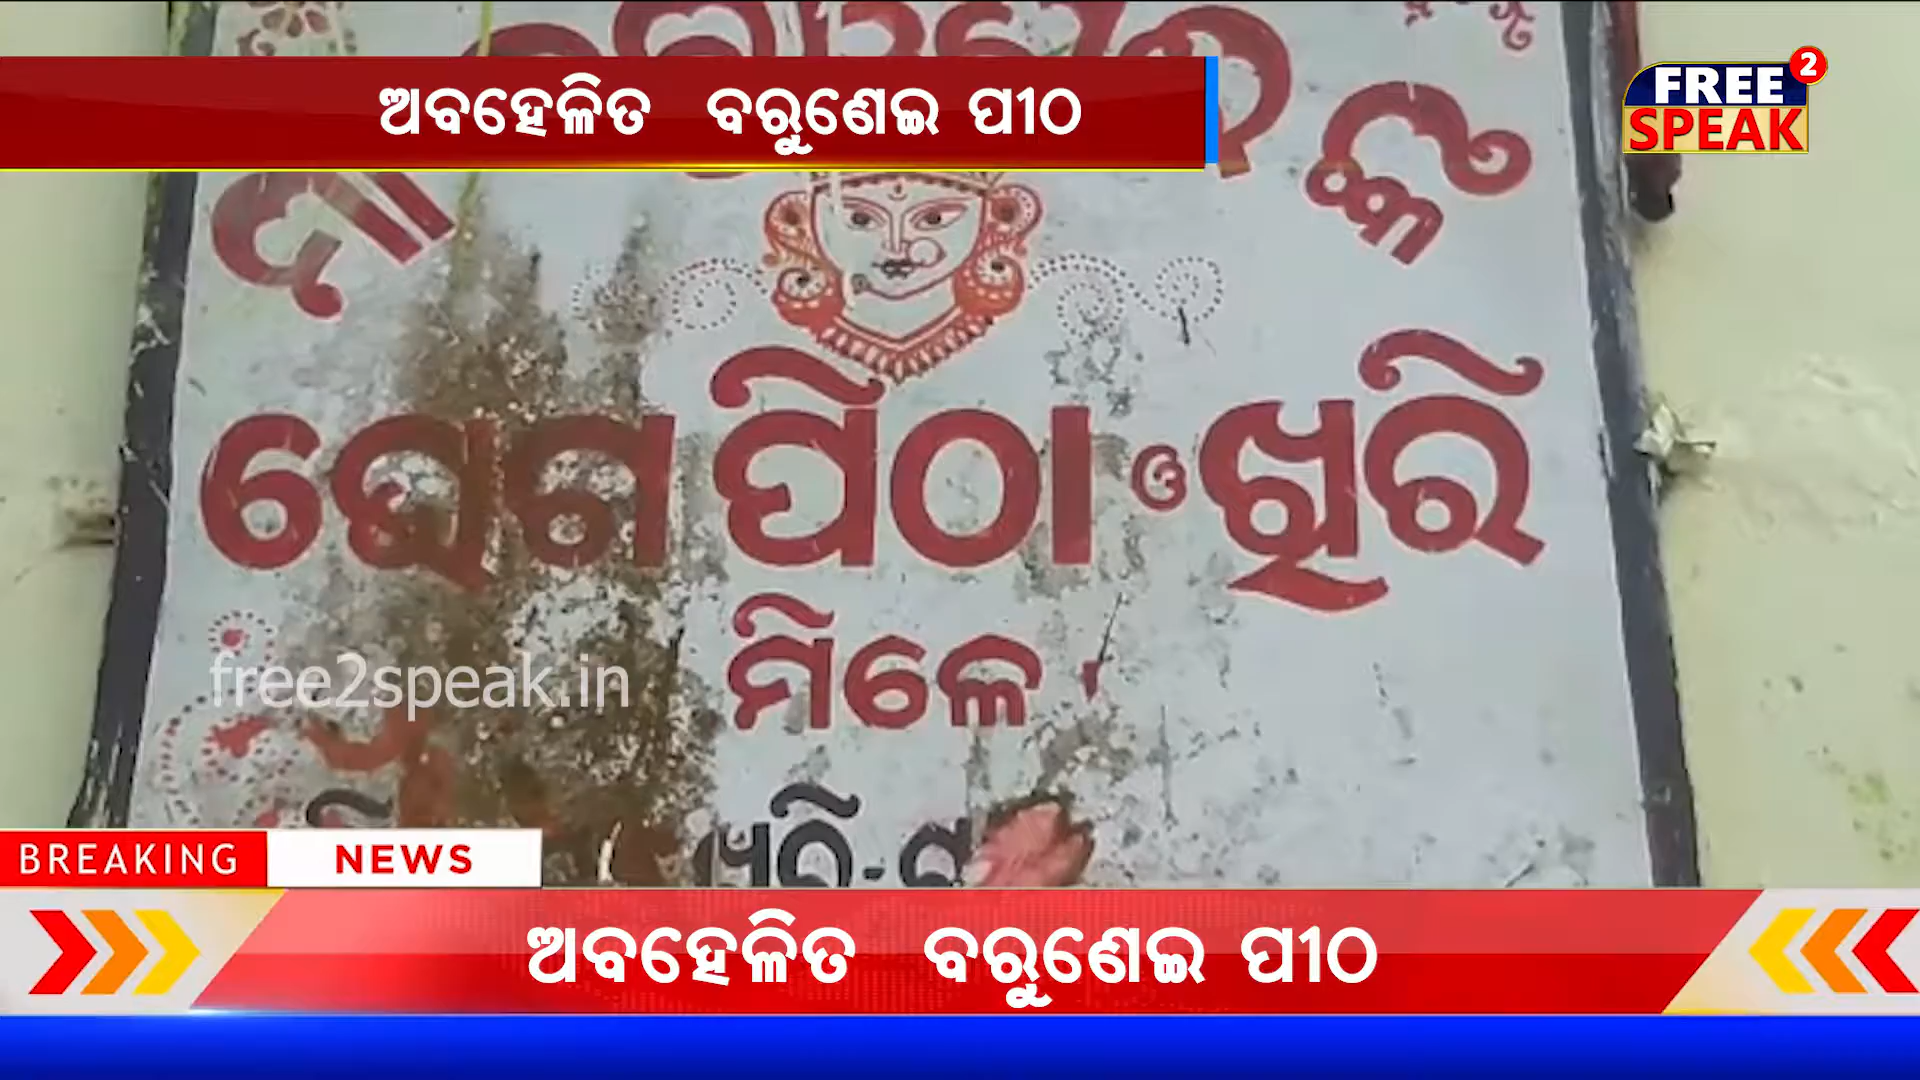 ଅବହେଳିତ ବରୁଣେଇ ପୀଠ
FREE 2
SPEAK
ମା
ଭୋଗ ପିଠା ଓ ଖିରି
ମିଳେ
free2speak.in
BREAKING NEWS
ଅବହେଳିତ ବରୁଣେଇ ପୀଠ